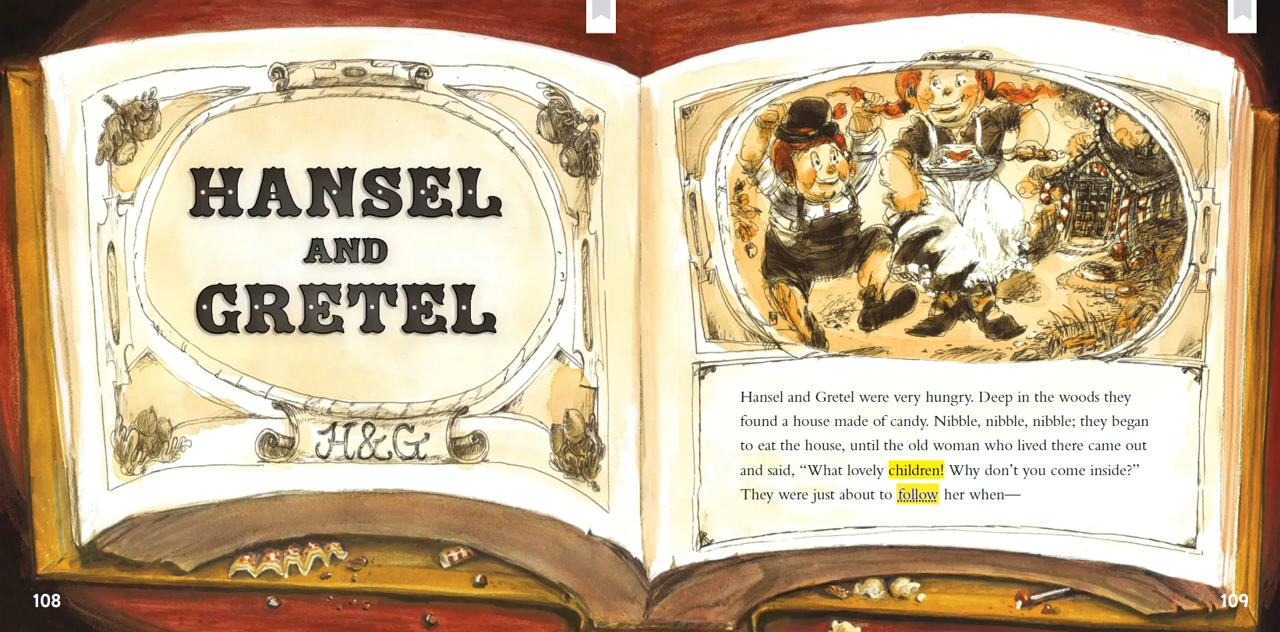 HANSEL
AND
GRETEL
H&G
108
Hansel and Gretel were very hungry. Deep in the woods they
found a house made of candy. Nibble, nibble, nibble; they began
to eat the house, until the old woman who lived there came out
and said, “What lovely children! Why don’t you come inside?”
They were just about to follow her when—
109